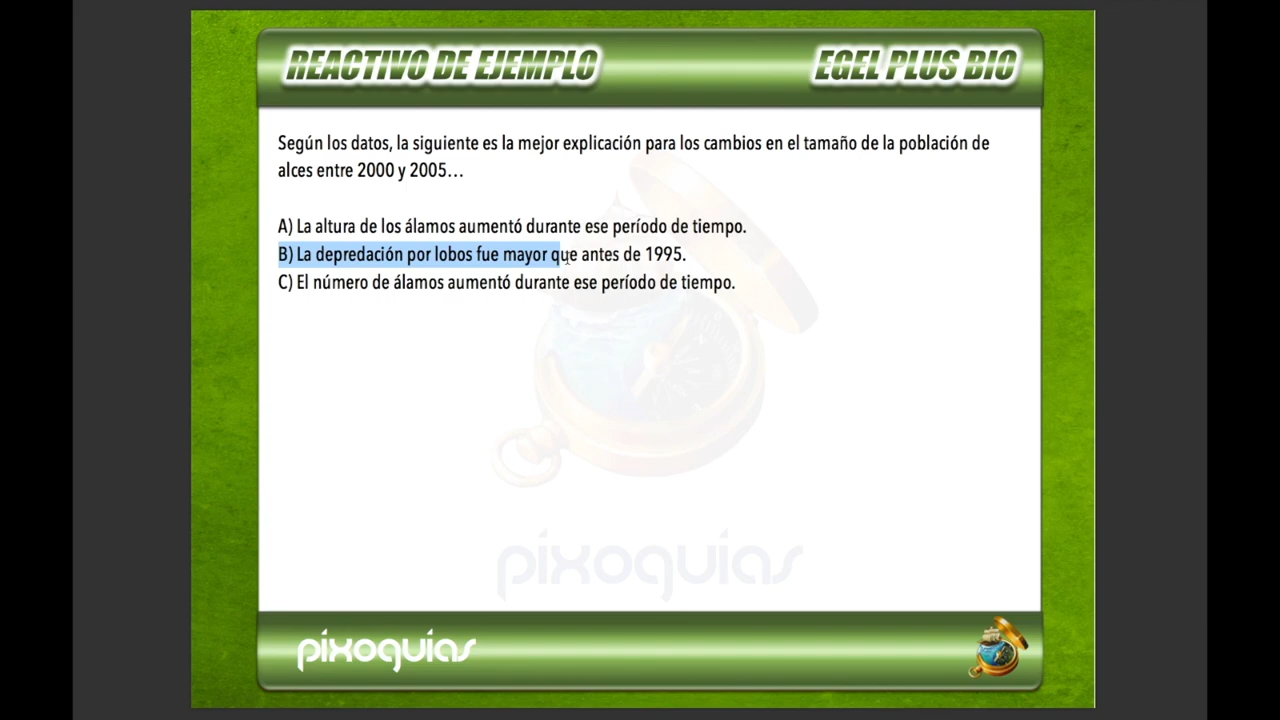 REACTIVO DE EJEMPLO
EGEL PLUS BIO
Según los datos, la siguiente es la mejor explicación para los cambios en el tamaño de la población de
alces entre 2000 y 2005...
A) La altura de los álamos aumentó durante ese período de tiempo.
B) La depredación por lobos fue mayor que antes de 1995.
C) El número de álamos aumentó durante ese período de tiempo.
pixoguías
pixoguías